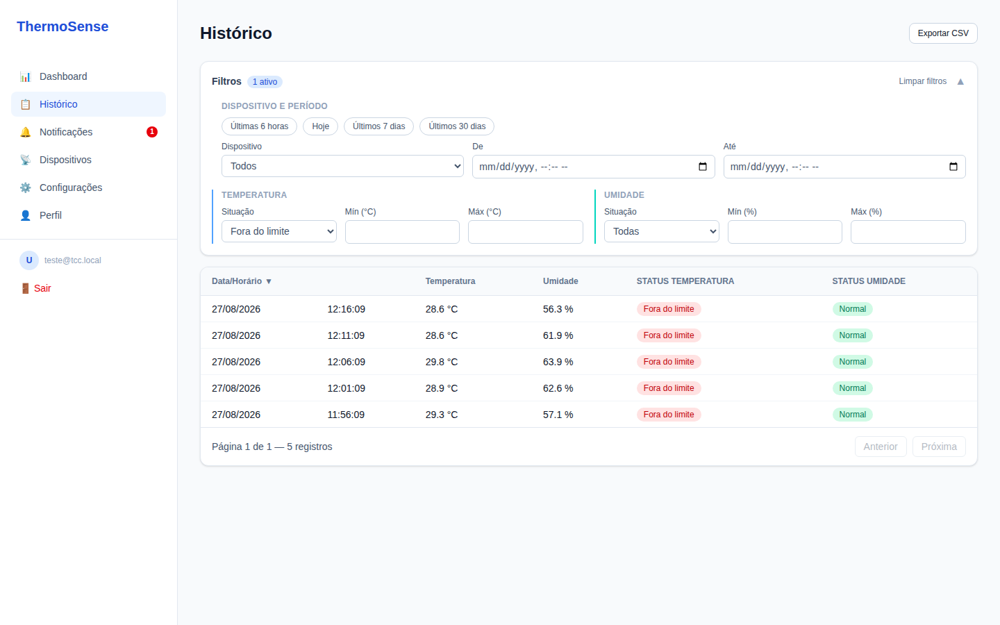 ThermoSense
Dashboard
Histórico
Notificações 1
Dispositivos
Configurações
Perfil
U teste@tcc.local
Sair
Histórico
Exportar CSV
Filtros 1 ativo Limpar filtros ▲
DISPOSITIVO E PERÍODO
Últimas 6 horas Hoje Últimos 7 dias Últimos 30 dias
Dispositivo De Até
Todos mm/dd/yyyy, --:-- -- mm/dd/yyyy, --:-- --
TEMPERATURA UMIDADE
Situação Mín (°C) Máx (°C) Situação Mín (%) Máx (%)
Fora do limite Todas
Data/Horário ▼ Temperatura Umidade STATUS TEMPERATURA STATUS UMIDADE
27/08/2026 12:16:09 28.6 °C 56.3 % Fora do limite Normal
27/08/2026 12:11:09 28.6 °C 61.9 % Fora do limite Normal
27/08/2026 12:06:09 29.8 °C 63.9 % Fora do limite Normal
27/08/2026 12:01:09 28.9 °C 62.6 % Fora do limite Normal
27/08/2026 11:56:09 29.3 °C 57.1 % Fora do limite Normal
Página 1 de 1 — 5 registros Anterior Próxima